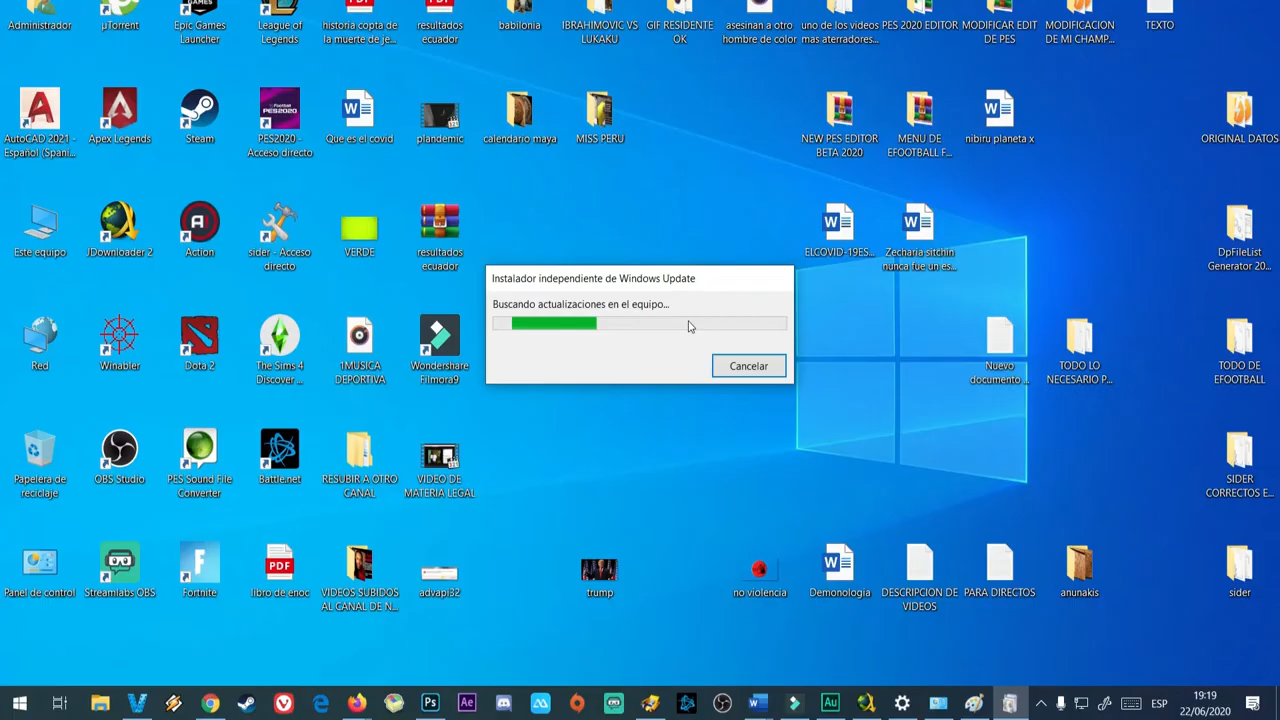 Administrador
µTorrent
Epic Games
Launcher
League of
Legends
historia copta de
la muerte de je...
resultados
ecuador
babilonia
IBRAHIMOVIC VS
LUKAKU
GIF RESIDENTE
OK
asesinan a otro
hombre de color
uno de los videos
mas aterradores...
PES 2020 EDITOR
MODIFICAR EDIT
DE PES
MODIFICACION
DE MI CHAMP...
TEXTO
AutoCAD 2021 -
Español (Spani...
Apex Legends
Steam
PES2020 -
Acceso directo
Que es el covid
plandemic
calendario maya
MISS PERU
NEW PES EDITOR
BETA 2020
MENU DE
EFOOTBALL F...
nibiru planeta x
ORIGINAL DATOS
Este equipo
JDownloader 2
Action
sider - Acceso
directo
VERDE
resultados
ecuador
ELCOVID-19ES...
Zecharia sitchin
nunca fue un es...
DpFileList
Generator 20...
Instalador independiente de Windows Update
Buscando actualizaciones en el equipo...
Cancelar
Red
Winabler
Dota 2
The Sims 4
Discover ...
1MUSICA
DEPORTIVA
Wondershare
Filmora9
Nuevo
documento ...
TODO LO
NECESARIO P...
TODO DE
EFOOTBALL
Papelera de
reciclaje
OBS Studio
PES Sound File
Converter
Battle.net
RESUBIR A OTRO
CANAL
VIDEO DE
MATERIA LEGAL
SIDER
CORRECTOS E...
Panel de control
Streamlabs OBS
Fortnite
PDF
libro de enoc
VIDEOS SUBIDOS
AL CANAL DE N...
advapi32
trump
no violencia
Demonologia
DESCRIPCION DE
VIDEOS
PARA DIRECTOS
anunakis
sider
Ps
Ae
Au
ESP
19:19
22/06/2020